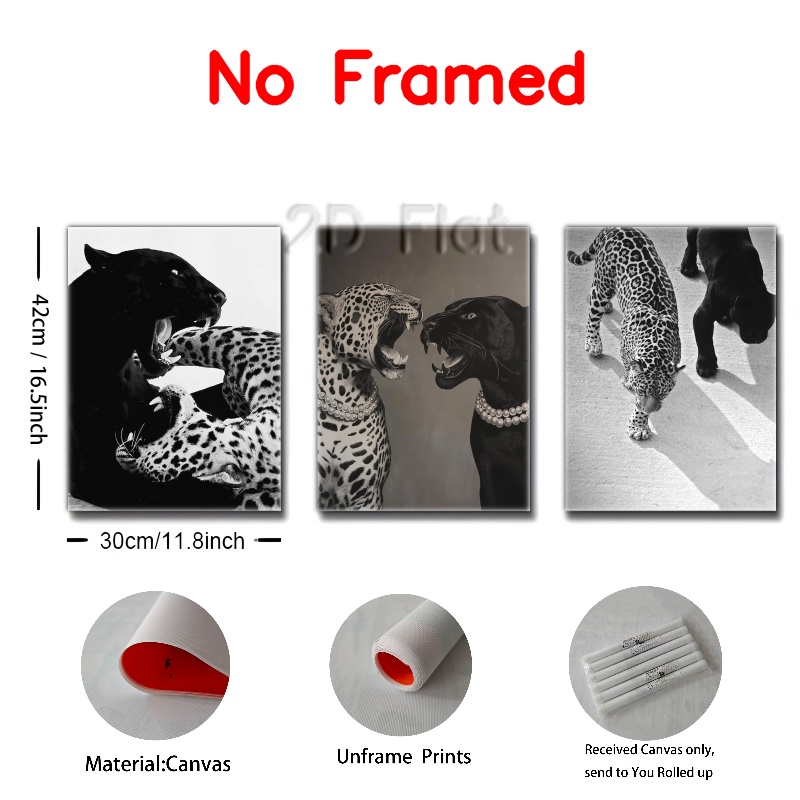 No Framed
2D Flat
42cm / 16.5inch
30cm/11.8inch
Material:Canvas
Unframe Prints
Received Canvas only,
send to You Rolled up